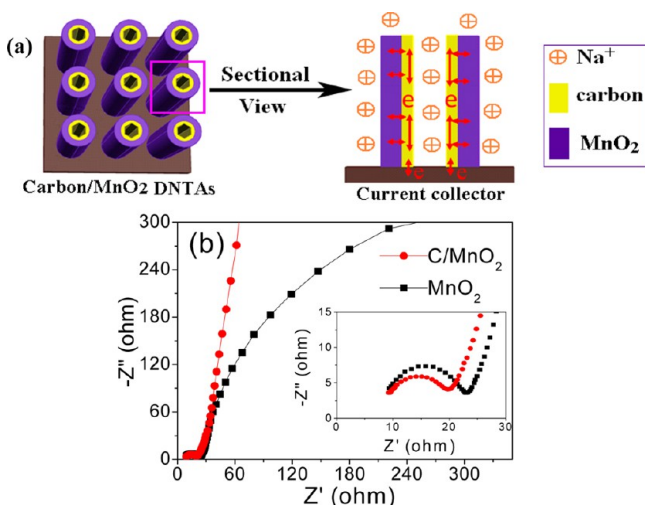 (a)
Sectional
View
Carbon/MnO2 DNTAs
e e
e e
Current collector
Na+
carbon
MnO2
(b)
C/MnO2
MnO2
-Z" (ohm)
300
240
180
120
60
0
60 120 180 240 300
Z' (ohm)
-Z" (ohm)
15
10
5
0
0 10 20 30
Z' (ohm)